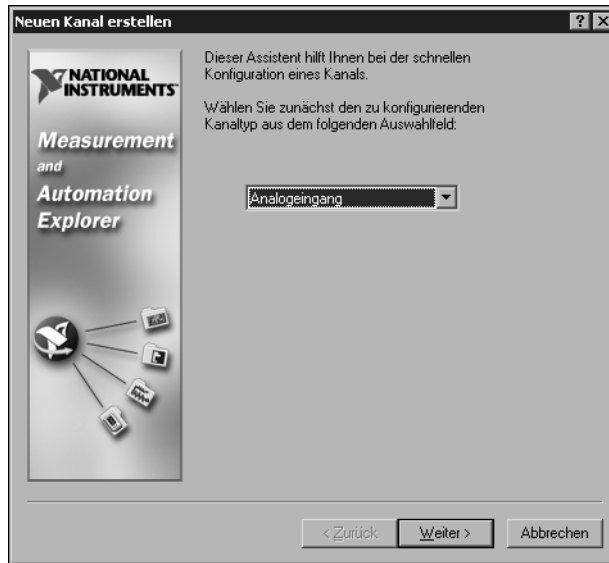 Neuen Kanal erstellen
NATIONAL
INSTRUMENTS™
Measurement
and
Automation
Explorer
Dieser Assistent hilft Ihnen bei der schnellen
Konfiguration eines Kanals.
Wählen Sie zunächst den zu konfigurierenden
Kanaltyp aus dem folgenden Auswahlfeld:
Analogeingang
< Zurück
Weiter >
Abbrechen